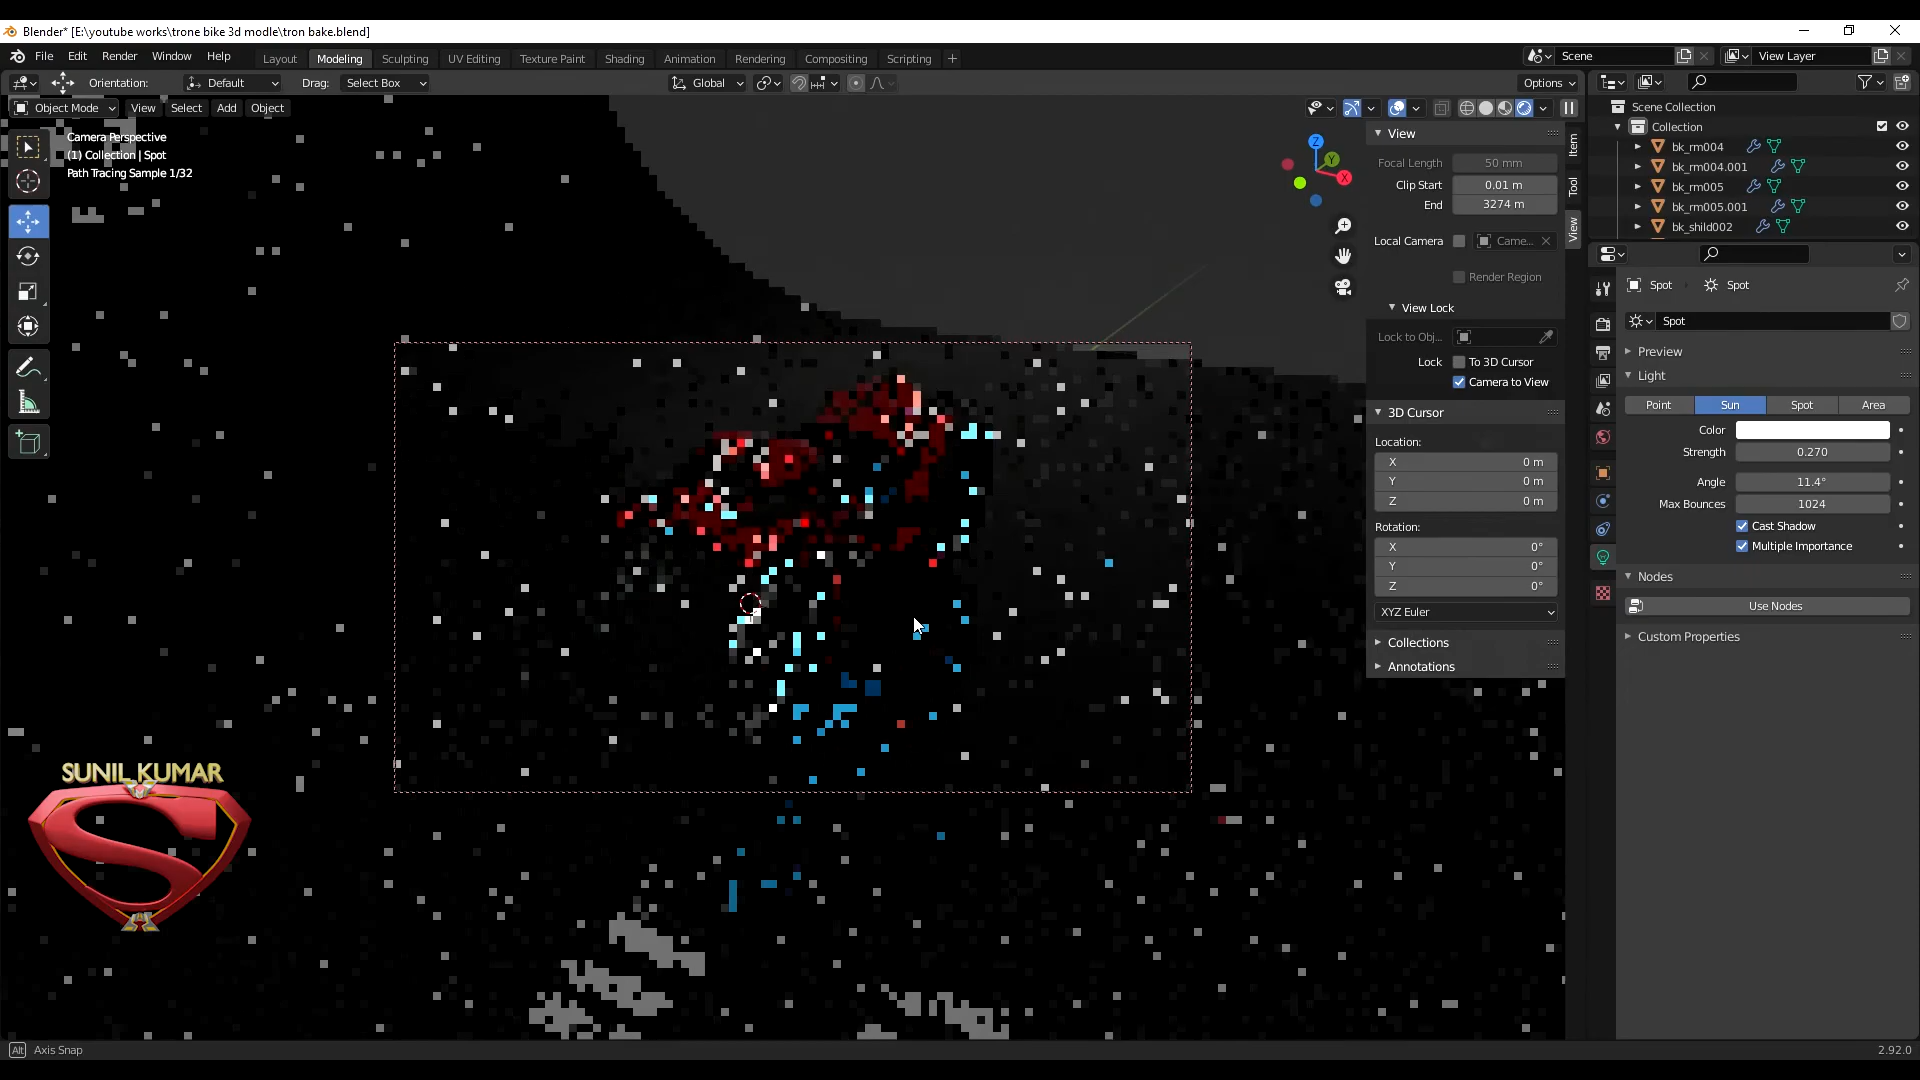 Blender* [E:\youtube works\trone bike 3d modle\tron bake.blend]
File Edit Render Window Help
Layout Modeling Sculpting UV Editing Texture Paint Shading Animation Rendering Compositing Scripting +
Scene
View Layer
Orientation: Default Drag: Select Box
Global
Options
Object Mode View Select Add Object
Camera Perspective
(1) Collection | Spot
Path Tracing Sample 1/32
Z
Y
X
View
Focal Length 50 mm
Clip Start 0.01 m
End 3274 m
Local Camera Came...
Render Region
View Lock
Lock to Obj...
Lock To 3D Cursor
Camera to View
3D Cursor
Location:
X 0 m
Y 0 m
Z 0 m
Rotation:
X 0°
Y 0°
Z 0°
XYZ Euler
Collections
Annotations
Item
Tool
View
Scene Collection
Collection
bk_rm004
bk_rm004.001
bk_rm005
bk_rm005.001
bk_shild002
Spot Spot
Spot
Preview
Light
Point Sun Spot Area
Color
Strength 0.270
Angle 11.4°
Max Bounces 1024
Cast Shadow
Multiple Importance
Nodes
Use Nodes
Custom Properties
SUNIL KUMAR
S
Alt Axis Snap
2.92.0